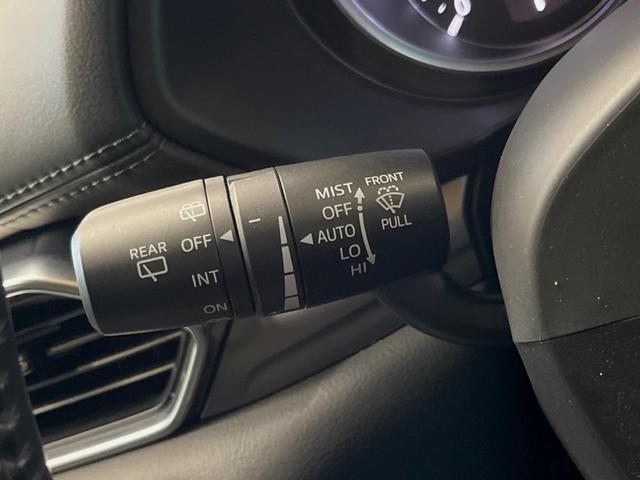 REAR
OFF
INT
ON
MIST
OFF
AUTO
LO
HI
FRONT
PULL